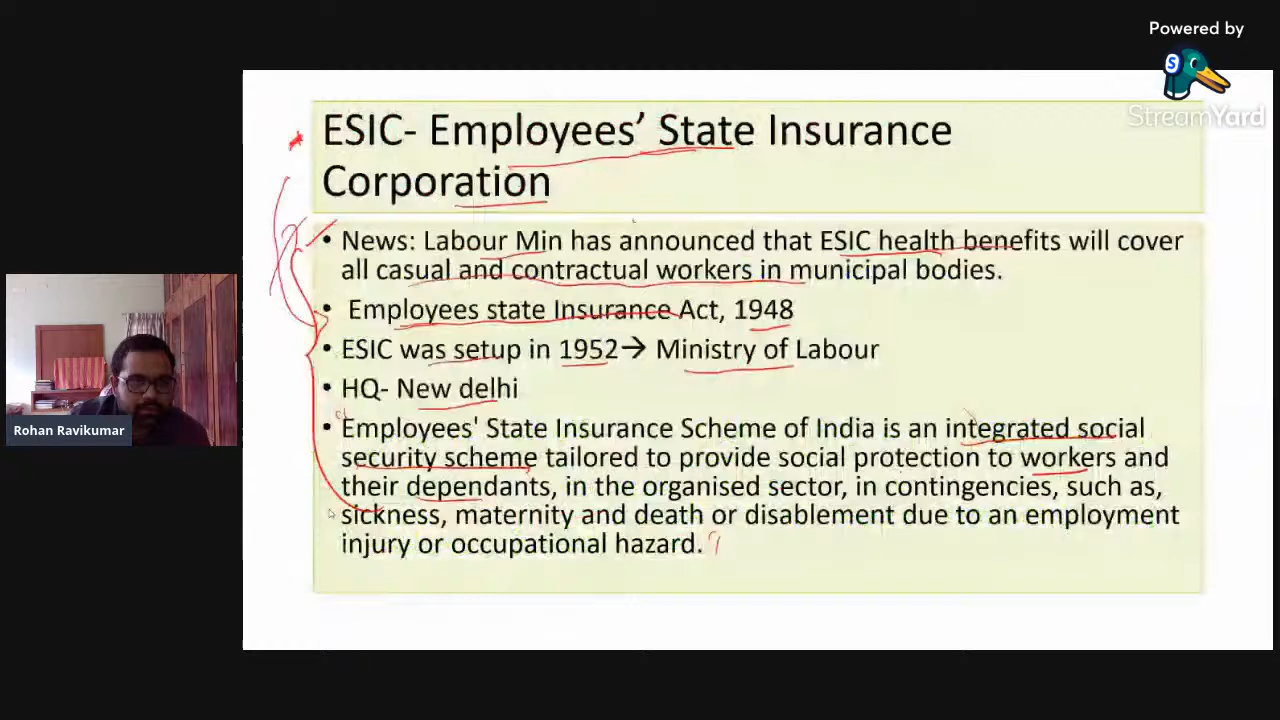 Powered by
S
StreamYard
ESIC- Employees’ State Insurance
Corporation
• News: Labour Min has announced that ESIC health benefits will cover
all casual and contractual workers in municipal bodies.
• Employees state Insurance Act, 1948
• ESIC was setup in 1952→ Ministry of Labour
• HQ- New delhi
• Employees' State Insurance Scheme of India is an integrated social
security scheme tailored to provide social protection to workers and
their dependants, in the organised sector, in contingencies, such as,
sickness, maternity and death or disablement due to an employment
injury or occupational hazard.
Rohan Ravikumar